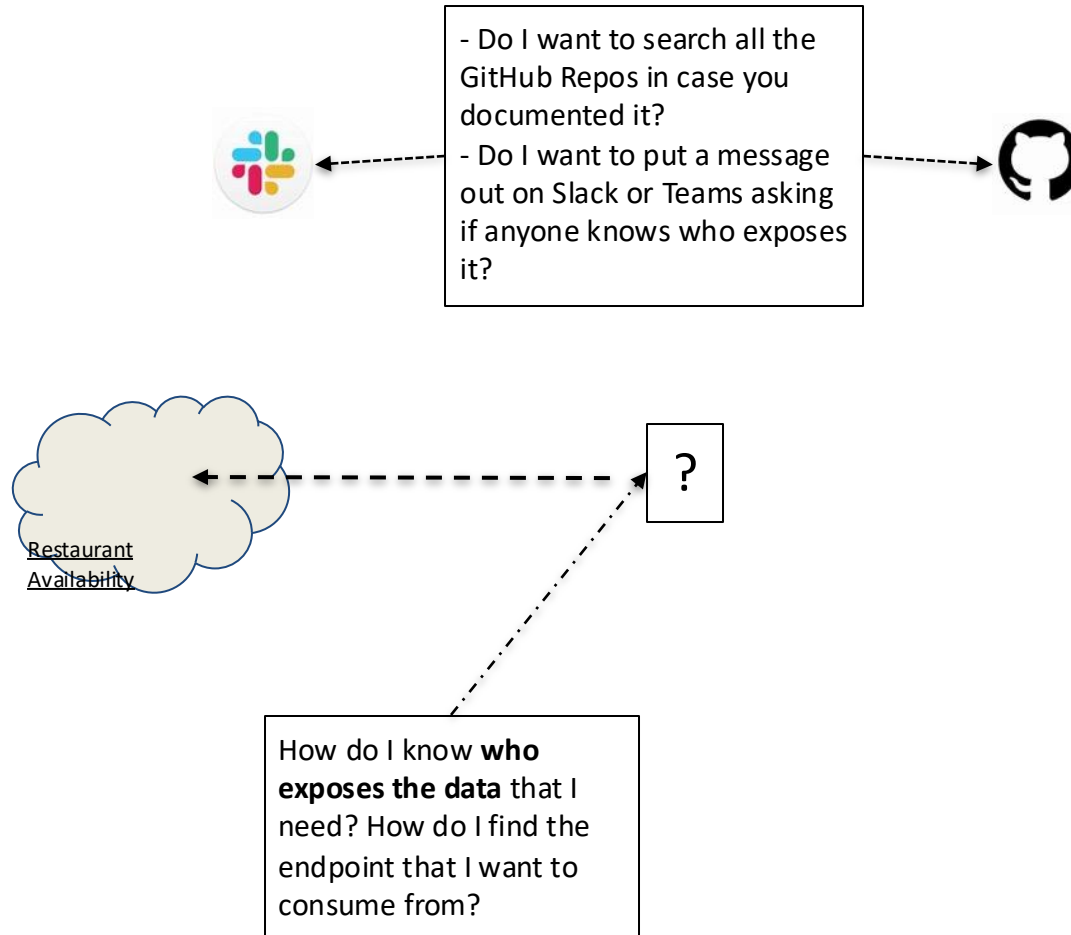 - Do I want to search all the
GitHub Repos in case you
documented it?
- Do I want to put a message
out on Slack or Teams asking
if anyone knows who exposes
it?
?
Restaurant
Availability
How do I know who
exposes the data that I
need? How do I find the
endpoint that I want to
consume from?